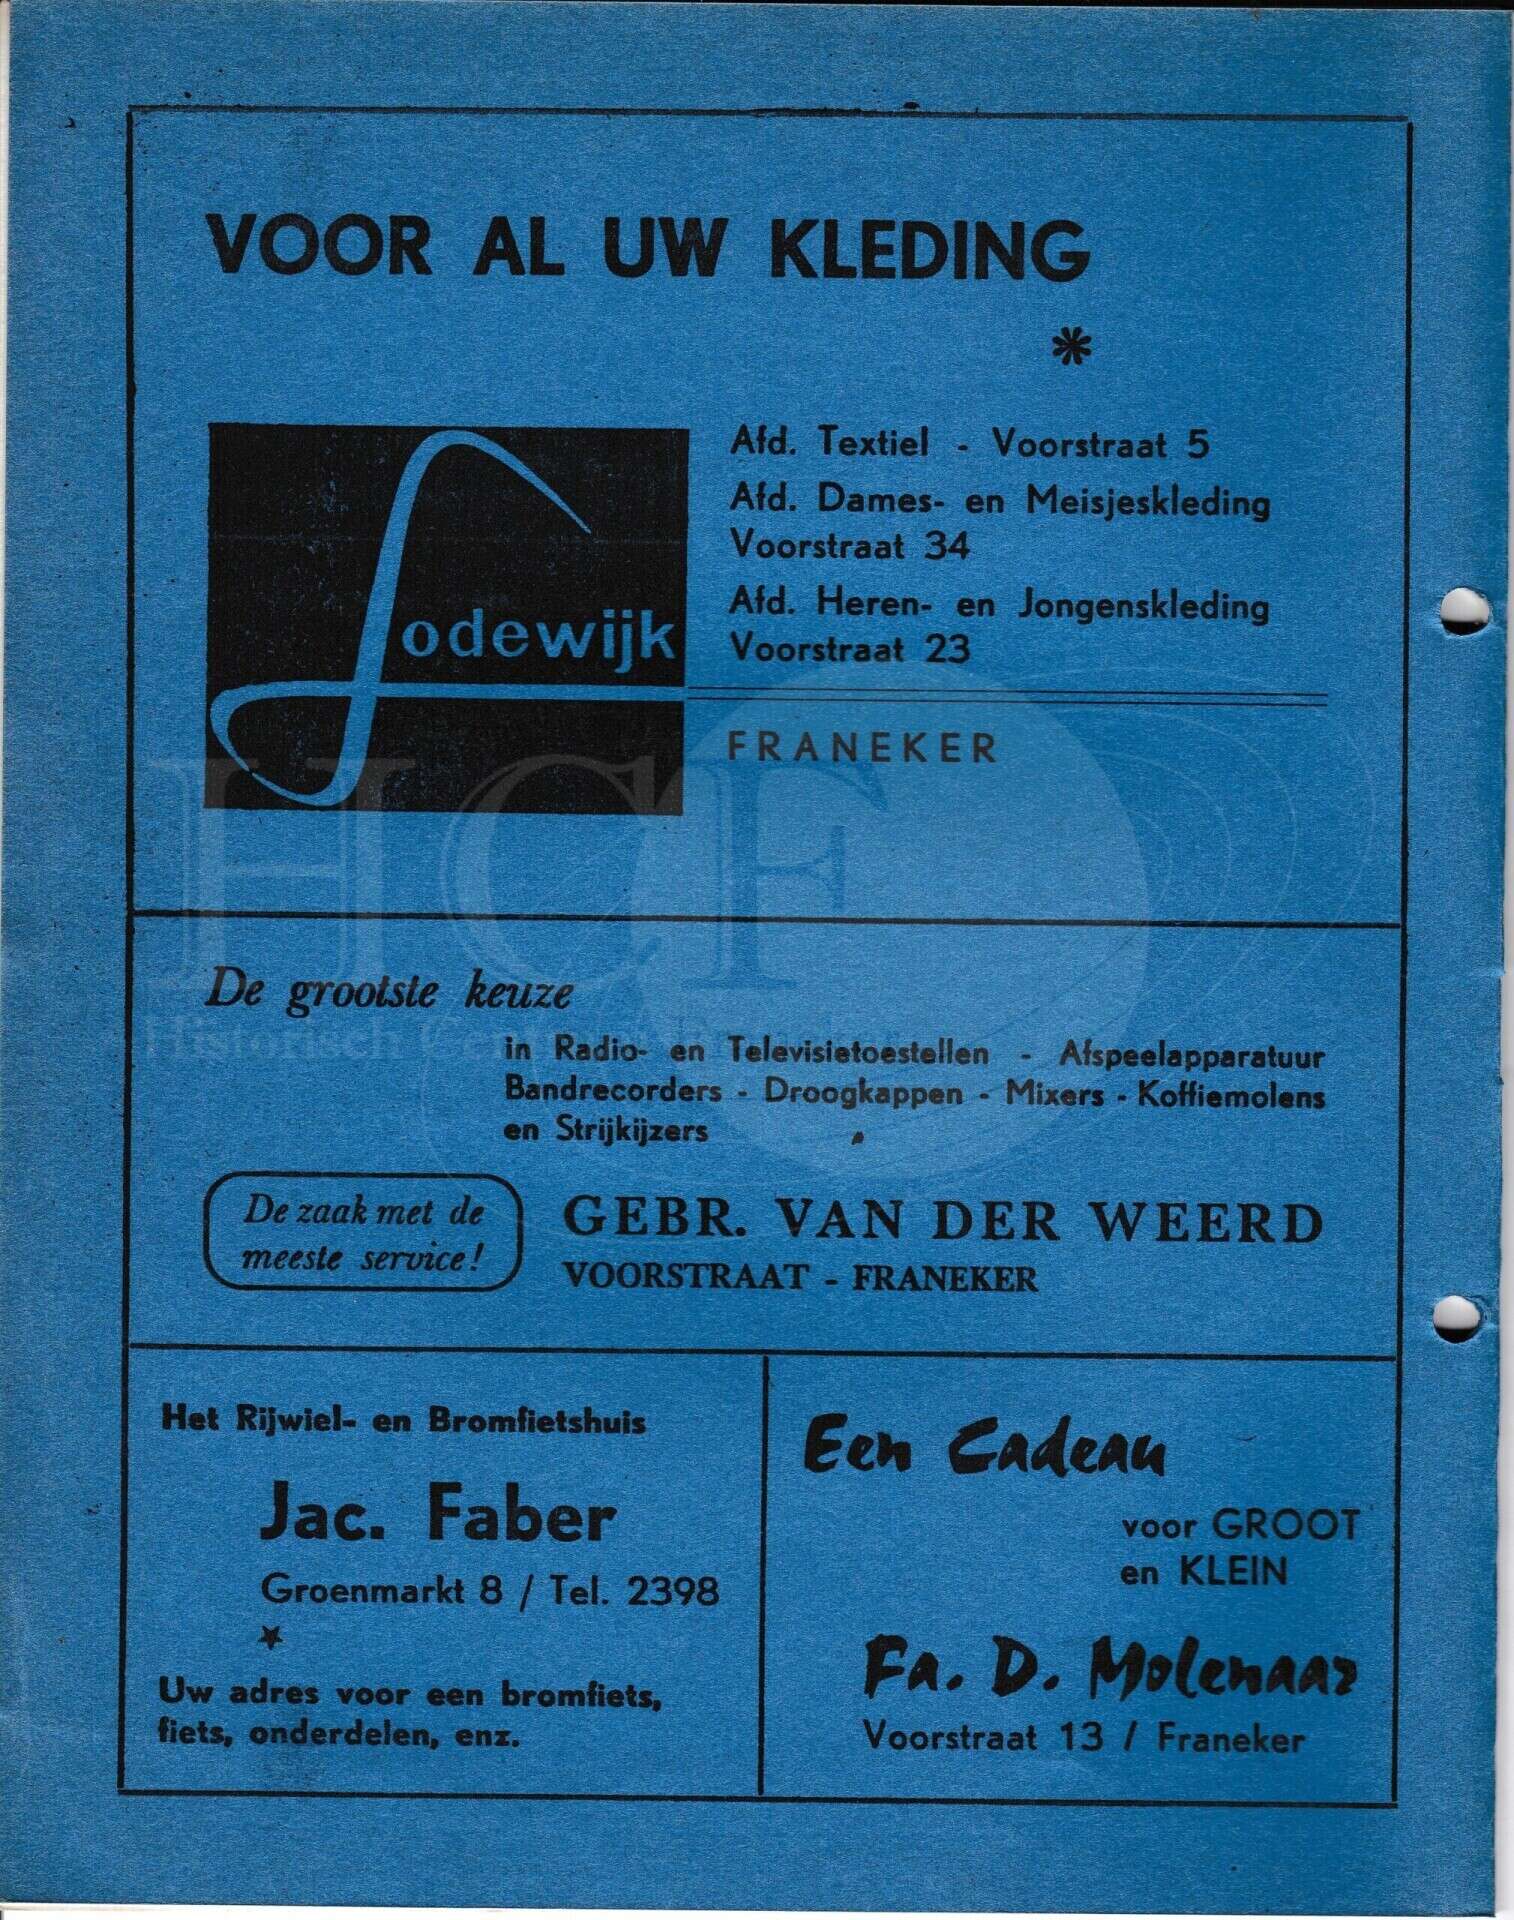 VOOR AL UW KLEDING
*
Lodewijk
Afd. Textiel - Voorstraat 5
Afd. Dames- en Meisjeskleding
Voorstraat 34
Afd. Heren- en Jongenskleding
Voorstraat 23
FRANEKER
HCF
Historisch
De grootste keuze
in Radio- en Televisietoestellen - Afspeelapparatuur
Bandrecorders - Droogkappen - Mixers - Koffiemolens
en Strijkijzers
De zaak met de
meeste service!
GEBR. VAN DER WEERD
VOORSTRAAT - FRANEKER
Het Rijwiel- en Bromfietshuis
Jac. Faber
Groenmarkt 8 / Tel. 2398
Uw adres voor een bromfiets,
fiets, onderdelen, enz.
Een Cadeau
voor GROOT
en KLEIN
Fa. D. Molenaar
Voorstraat 13 / Franeker